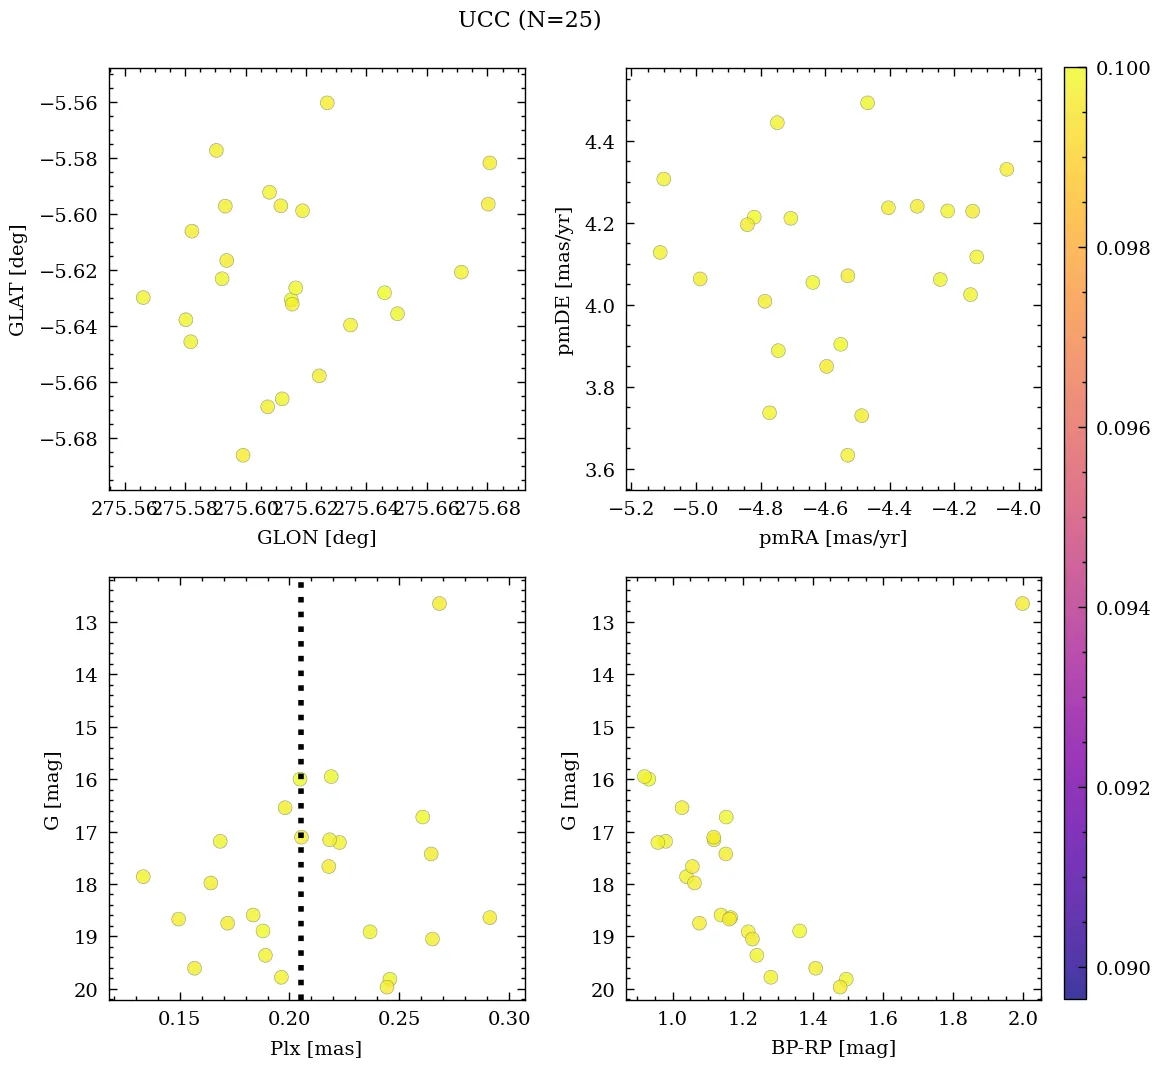 UCC (N=25)
−5.56
−5.58
−5.60
−5.62
−5.64
−5.66
−5.68
GLAT [deg]
275.56 275.58 275.60 275.62 275.64 275.66 275.68
GLON [deg]
4.4
4.2
4.0
3.8
3.6
pmDE [mas/yr]
−5.2 −5.0 −4.8 −4.6 −4.4 −4.2 −4.0
pmRA [mas/yr]
13
14
15
16
17
18
19
20
G [mag]
0.15 0.20 0.25 0.30
Plx [mas]
13
14
15
16
17
18
19
20
G [mag]
1.0 1.2 1.4 1.6 1.8 2.0
BP-RP [mag]
0.100
0.098
0.096
0.094
0.092
0.090